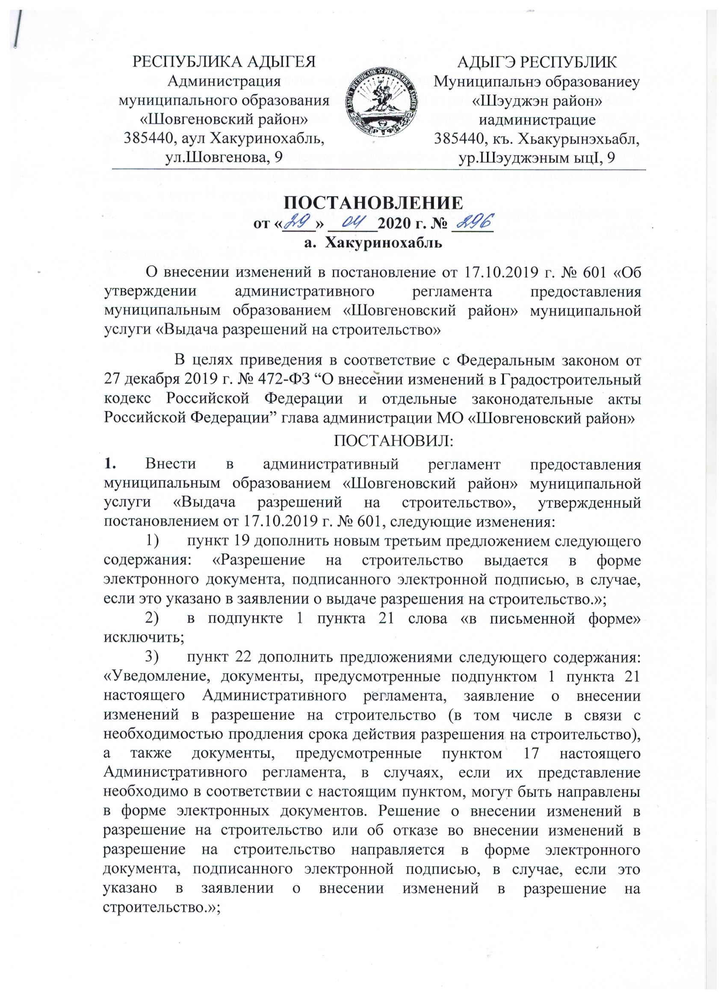 РЕСПУБЛИКА АДЫГЕЯ
Администрация
муниципального образования
«Шовгеновский район»
385440, аул Хакуринохабль,
ул.Шовгенова, 9
АДЫГЭ РЕСПУБЛИК
Муниципальнэ образованиеу
«Шэуджэн район»
иадминистрацие
385440, къ. Хьакурынэхьабл,
ур.Шэуджэным ыцI, 9
ПОСТАНОВЛЕНИЕ
от «29» 04 2020 г. № 296
а. Хакуринохабль
О внесении изменений в постановление от 17.10.2019 г. № 601 «Об
утверждении административного регламента предоставления
муниципальным образованием «Шовгеновский район» муниципальной
услуги «Выдача разрешений на строительство»
В целях приведения в соответствие с Федеральным законом от
27 декабря 2019 г. № 472-ФЗ “О внесении изменений в Градостроительный
кодекс Российской Федерации и отдельные законодательные акты
Российской Федерации” глава администрации МО «Шовгеновский район»
ПОСТАНОВИЛ:
1. Внести в административный регламент предоставления
муниципальным образованием «Шовгеновский район» муниципальной
услуги «Выдача разрешений на строительство», утвержденный
постановлением от 17.10.2019 г. № 601, следующие изменения:
1) пункт 19 дополнить новым третьим предложением следующего
содержания: «Разрешение на строительство выдается в форме
электронного документа, подписанного электронной подписью, в случае,
если это указано в заявлении о выдаче разрешения на строительство.»;
2) в подпункте 1 пункта 21 слова «в письменной форме»
исключить;
3) пункт 22 дополнить предложениями следующего содержания:
«Уведомление, документы, предусмотренные подпунктом 1 пункта 21
настоящего Административного регламента, заявление о внесении
изменений в разрешение на строительство (в том числе в связи с
необходимостью продления срока действия разрешения на строительство),
а также документы, предусмотренные пунктом 17 настоящего
Административного регламента, в случаях, если их представление
необходимо в соответствии с настоящим пунктом, могут быть направлены
в форме электронных документов. Решение о внесении изменений в
разрешение на строительство или об отказе во внесении изменений в
разрешение на строительство направляется в форме электронного
документа, подписанного электронной подписью, в случае, если это
указано в заявлении о внесении изменений в разрешение на
строительство.»;